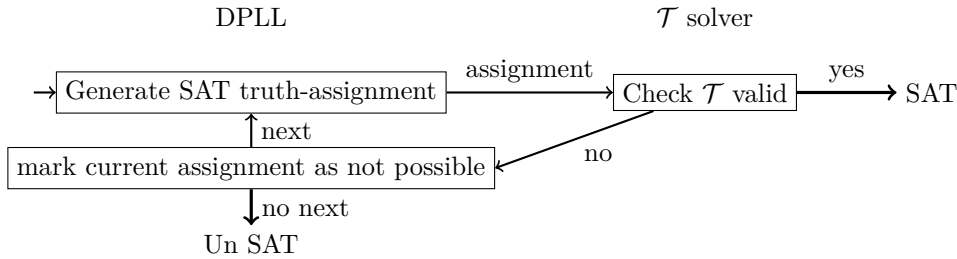 DPLL
𝒯 solver
Generate SAT truth-assignment
assignment
Check 𝒯 valid
yes
SAT
next
mark current assignment as not possible
no
no next
Un SAT